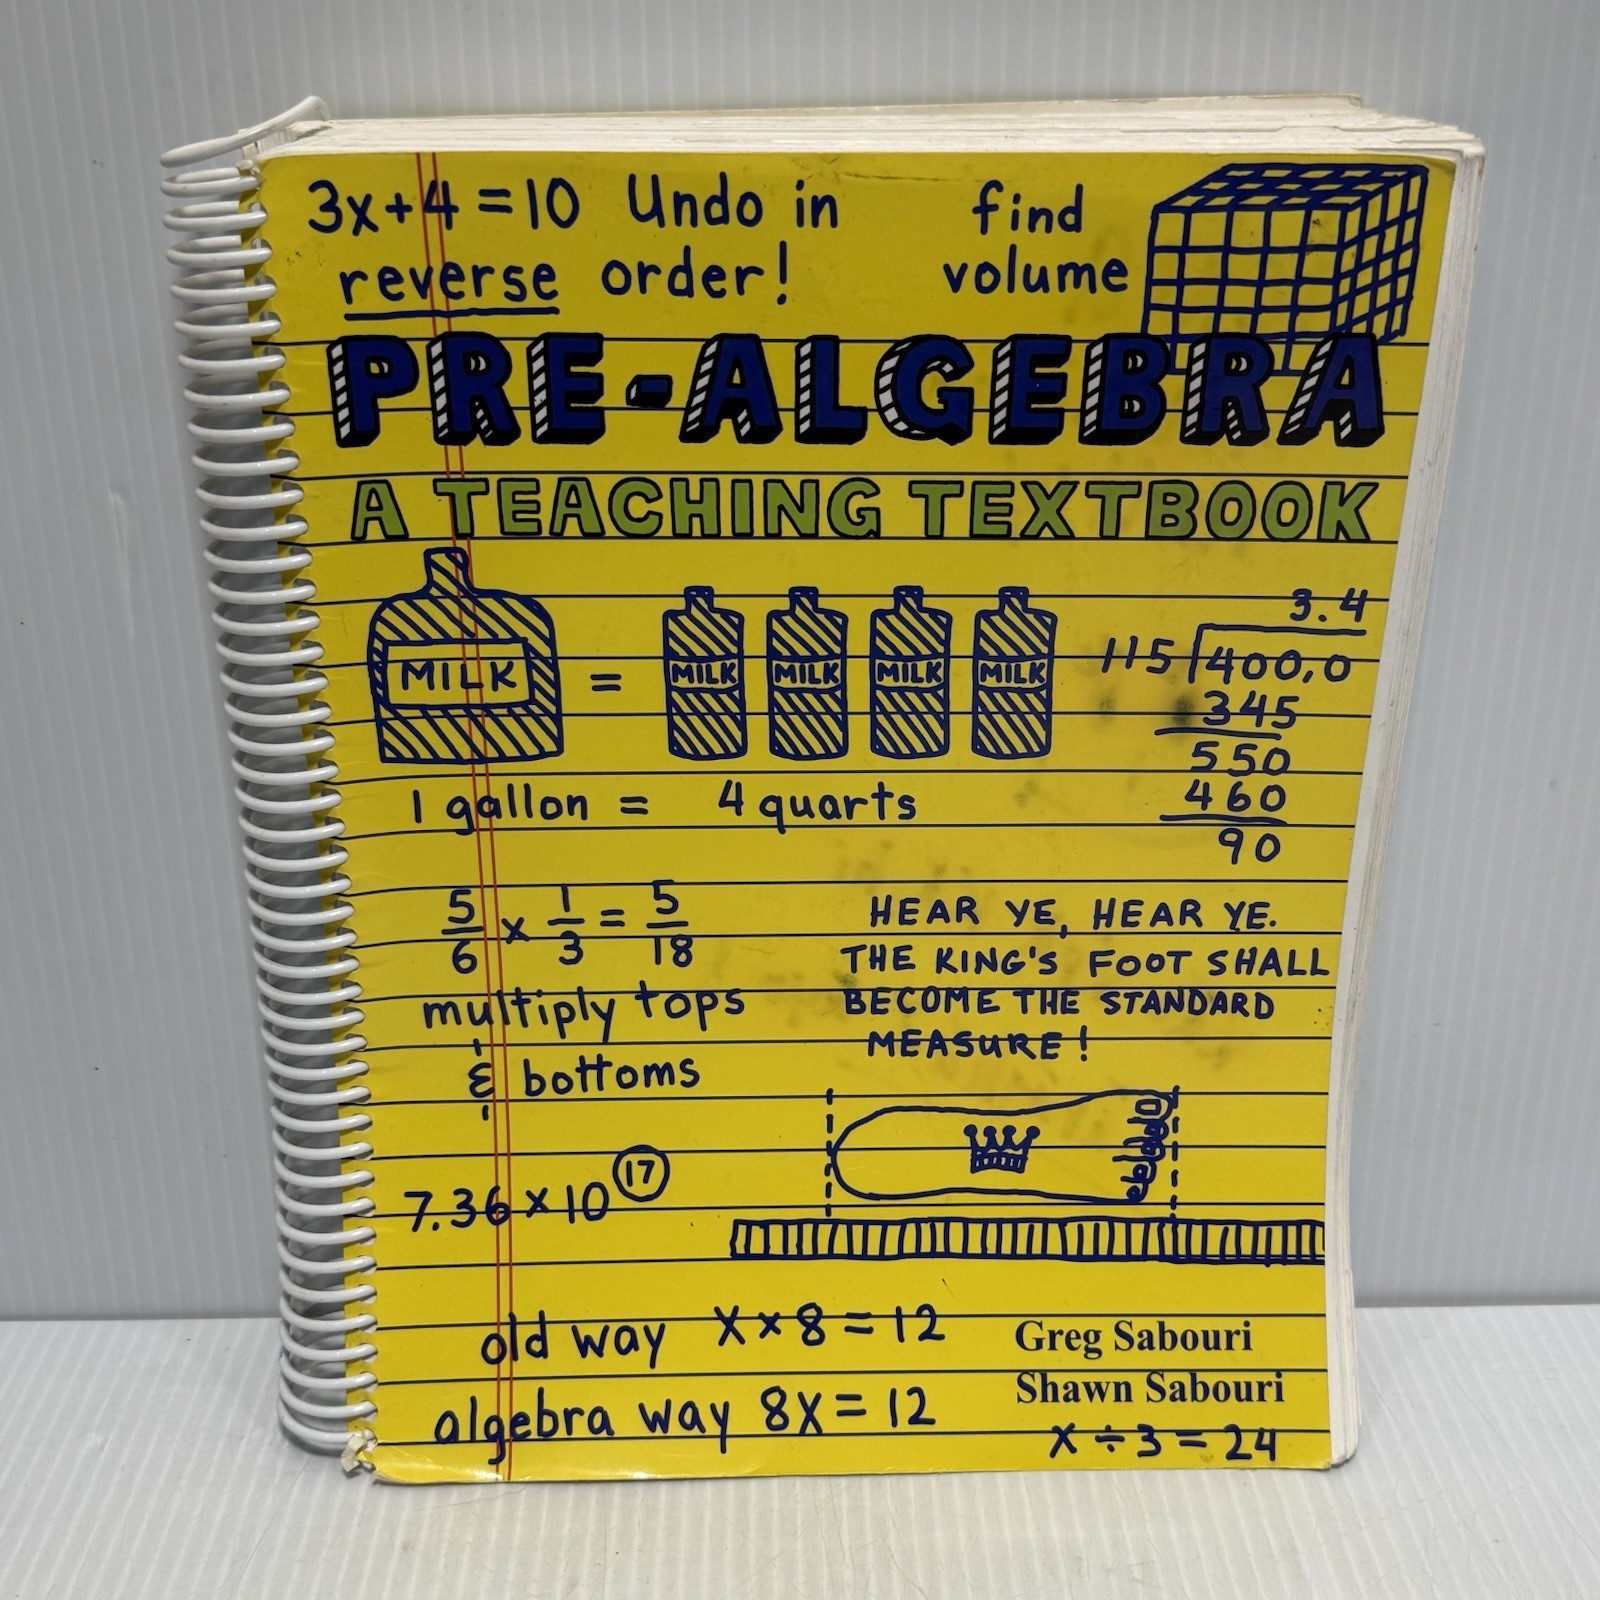 3x+4=10 Undo in
reverse order!
find
volume
PRE-ALGEBRA
A TEACHING TEXTBOOK
MILK = MILK MILK MILK MILK
1 gallon = 4 quarts
3.4
115 400.0
345
550
460
90
5/6 x 1/3 = 5/18
multiply tops
& bottoms
HEAR YE, HEAR YE.
THE KING'S FOOT SHALL
BECOME THE STANDARD
MEASURE!
7.36 x 10^17
old way X x 8 = 12
algebra way 8X = 12
Greg Sabouri
Shawn Sabouri
x ÷ 3 = 24